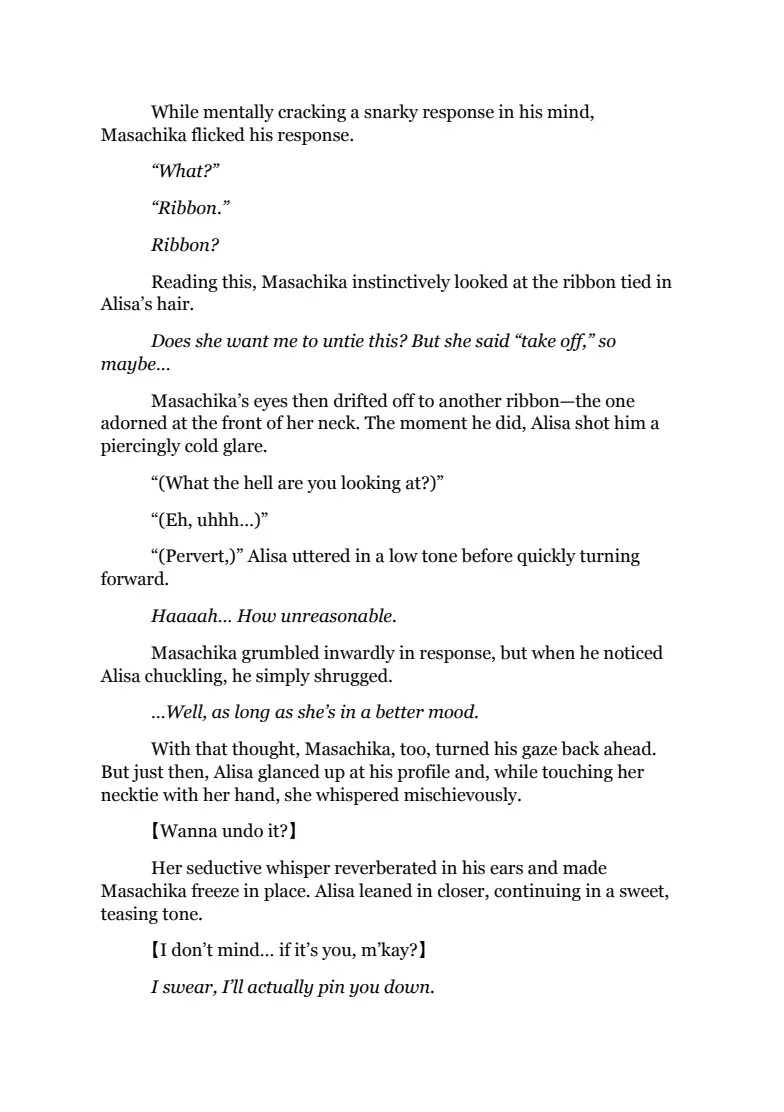 While mentally cracking a snarky response in his mind,
Masachika flicked his response.
“What?”
“Ribbon.”
Ribbon?
Reading this, Masachika instinctively looked at the ribbon tied in
Alisa’s hair.
Does she want me to untie this? But she said “take off,” so
maybe…
Masachika’s eyes then drifted off to another ribbon—the one
adorned at the front of her neck. The moment he did, Alisa shot him a
piercingly cold glare.
“(What the hell are you looking at?)”
“(Eh, uhhh…)”
“(Pervert,)” Alisa uttered in a low tone before quickly turning
forward.
Haaaah… How unreasonable.
Masachika grumbled inwardly in response, but when he noticed
Alisa chuckling, he simply shrugged.
…Well, as long as she’s in a better mood.
With that thought, Masachika, too, turned his gaze back ahead.
But just then, Alisa glanced up at his profile and, while touching her
necktie with her hand, she whispered mischievously.
【Wanna undo it?】
Her seductive whisper reverberated in his ears and made
Masachika freeze in place. Alisa leaned in closer, continuing in a sweet,
teasing tone.
【I don’t mind… if it’s you, m’kay?】
I swear, I’ll actually pin you down.